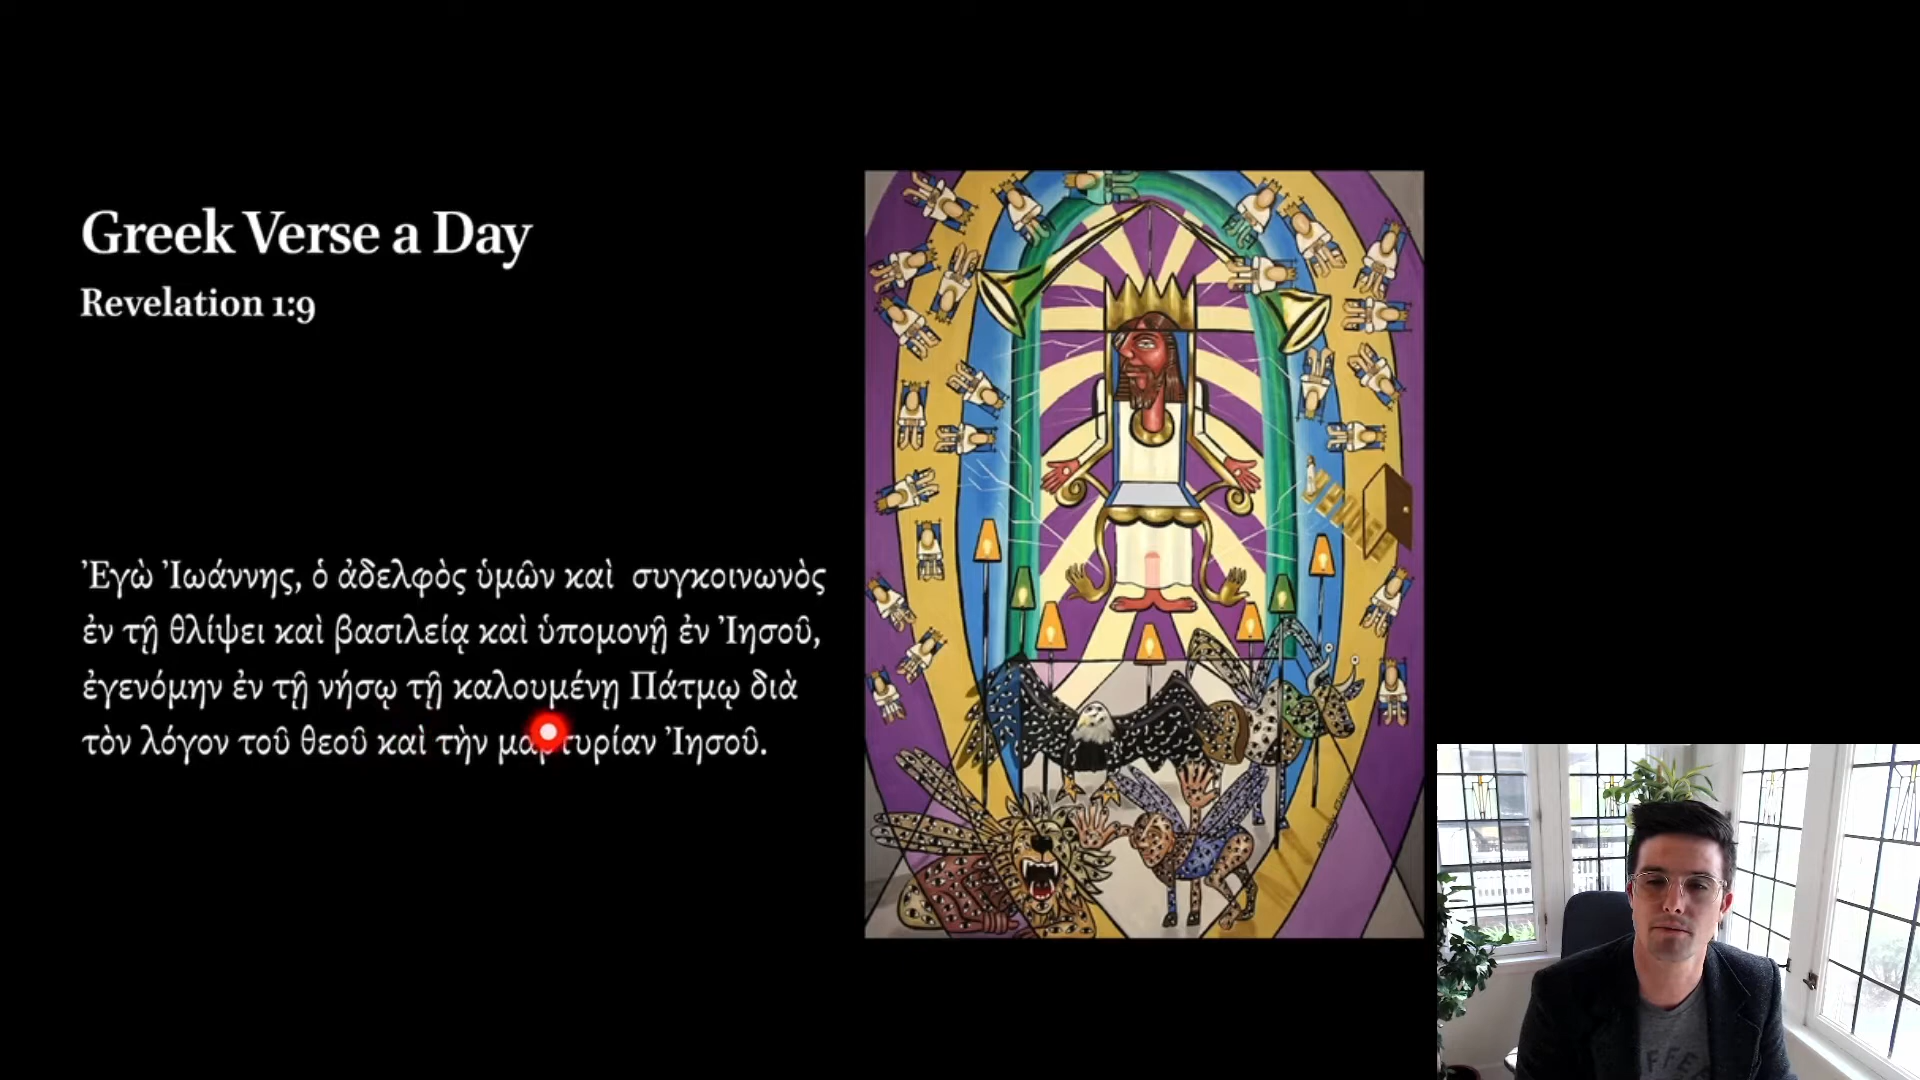 Greek Verse a Day
Revelation 1:9
Ἐγὼ Ἰωάννης, ὁ ἀδελφὸς ὑμῶν καὶ συγκοινωνὸς
ἐν τῇ θλίψει καὶ βασιλείᾳ καὶ ὑπομονῇ ἐν Ἰησοῦ,
ἐγενόμην ἐν τῇ νήσῳ τῇ καλουμένῃ Πάτμῳ διὰ
τὸν λόγον τοῦ θεοῦ καὶ τὴν μαρτυρίαν Ἰησοῦ.